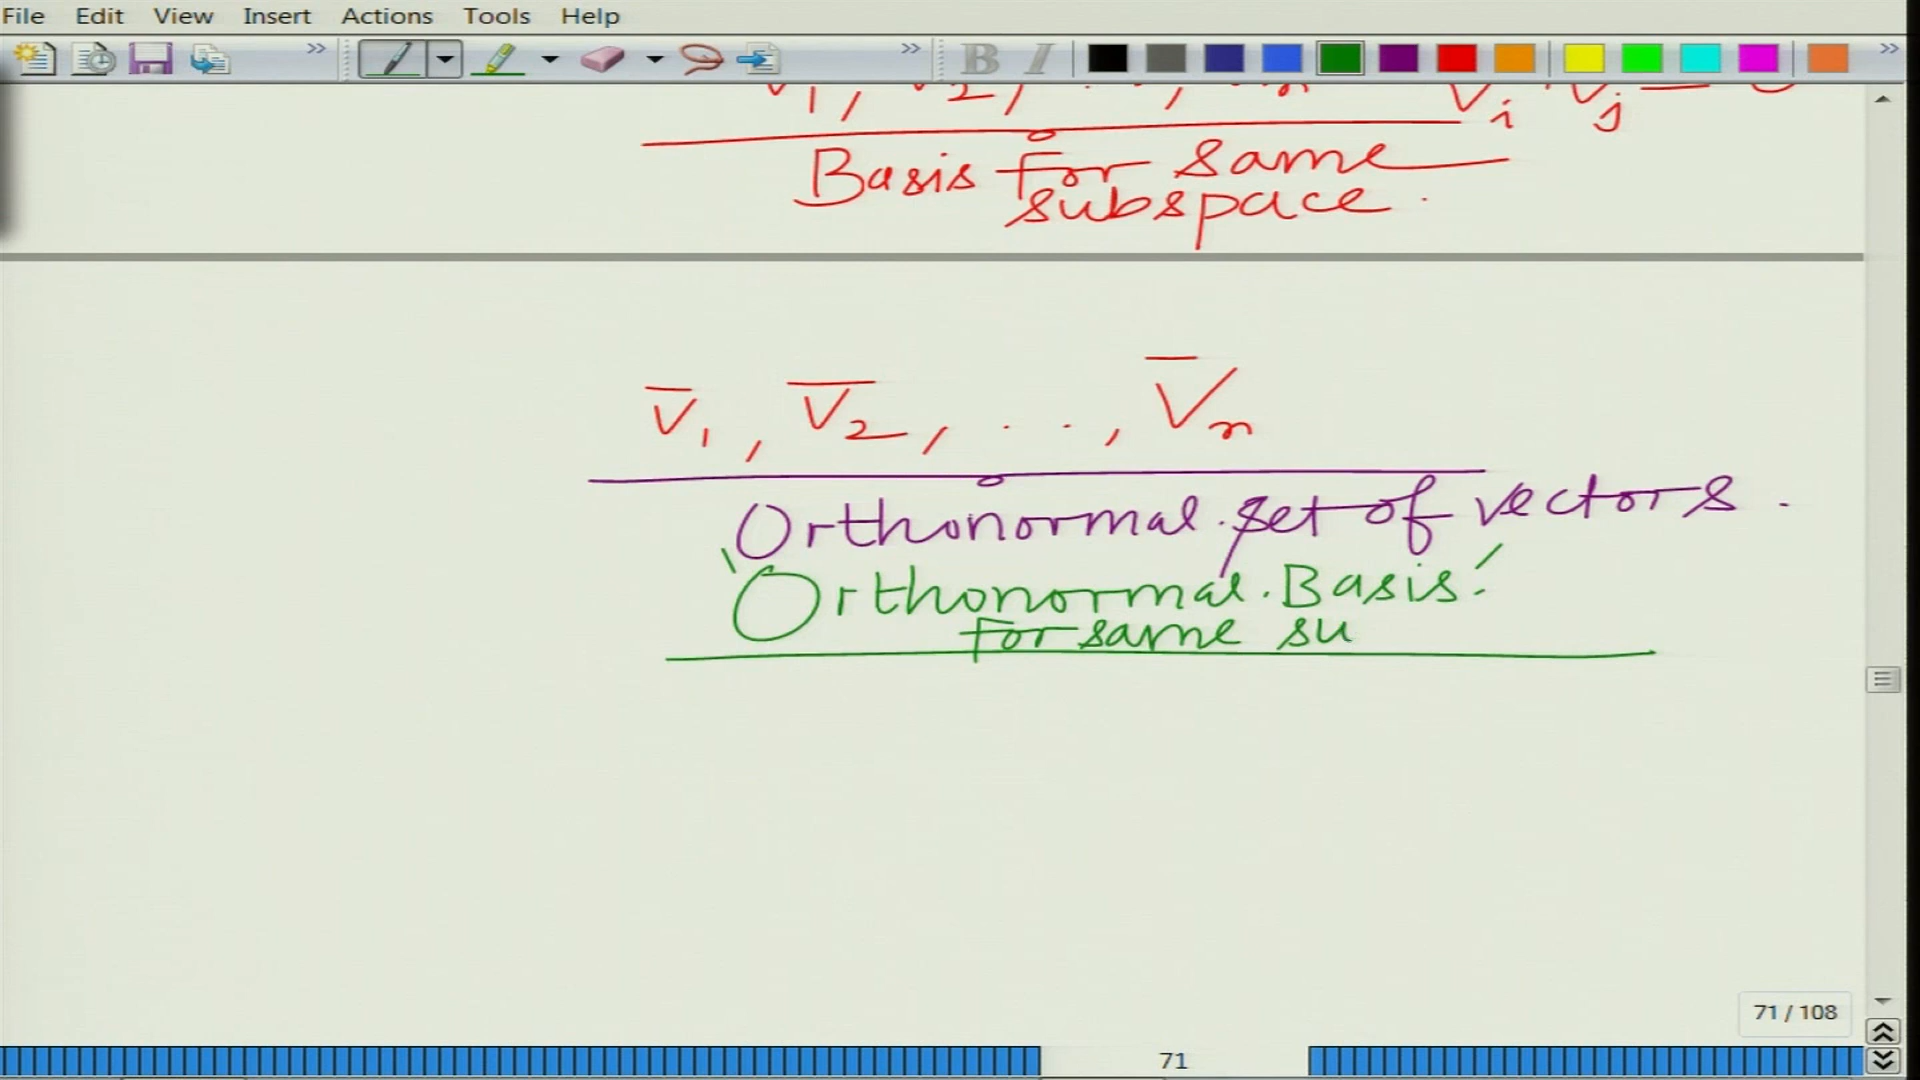 File Edit View Insert Actions Tools Help
B I
Basis for same
subspace.
V̅1, V̅2, . . ., V̅n
Orthonormal set of vectors.
'Orthonormal Basis'
for same su
71 / 108
71